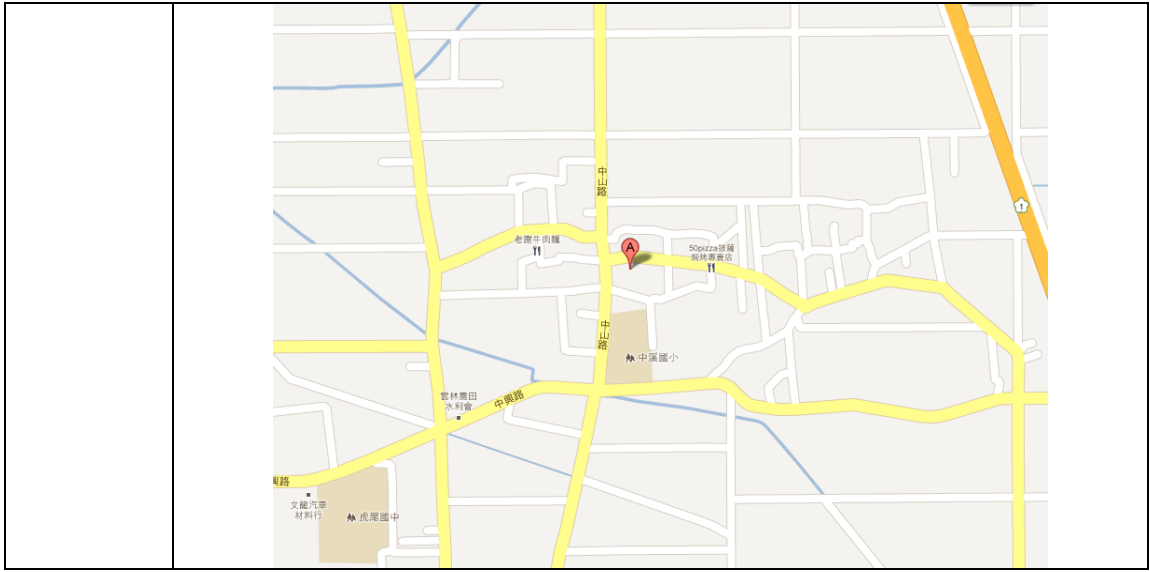 中山路
老唐牛肉麵
A
50pizza披薩
焗烤專賣店
1
中山路
中溪國小
雲林農田
水利會
中興路
興路
文龍汽車
材料行
虎尾國中